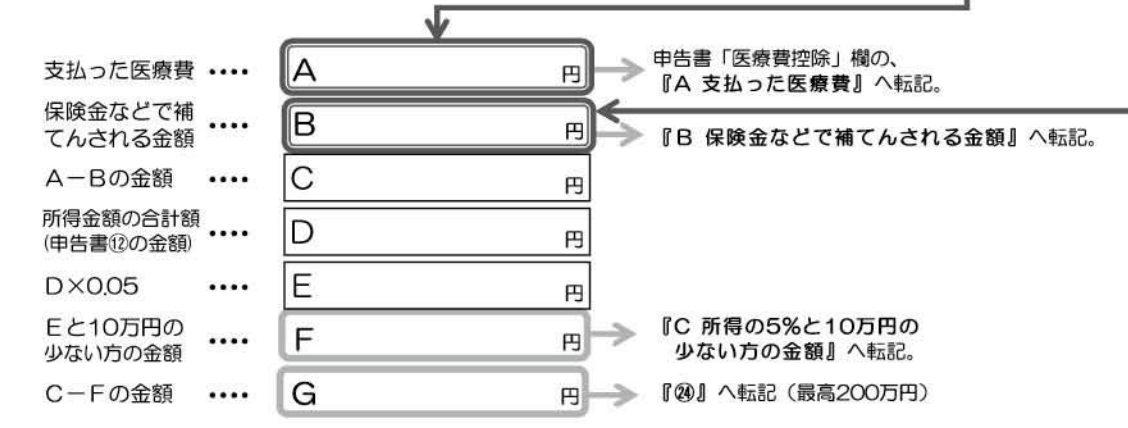 支払った医療費 •••• A 円 申告書「医療費控除」欄の、
『A 支払った医療費』へ転記。
保険金などで補
てんされる金額 •••• B 円 『B 保険金などで補てんされる金額』へ転記。
A－Bの金額 •••• C 円
所得金額の合計額
(申告書⑫の金額) •••• D 円
D×0.05 •••• E 円
Eと10万円の
少ない方の金額 •••• F 円 『C 所得の5%と10万円の
少ない方の金額』へ転記。
C－Fの金額 •••• G 円 『㉔』へ転記（最高200万円）